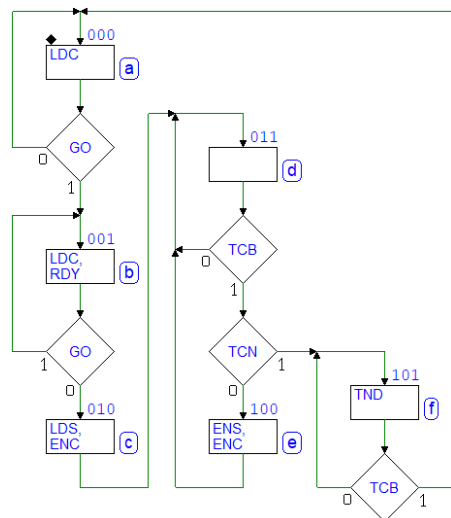 000
LDC
a
GO
0
1
001
LDC,
RDY
b
GO
1
0
010
LDS,
ENC
c
011
d
TCB
0
1
TCN
1
0
100
ENS,
ENC
e
101
TND
f
TCB
0
1